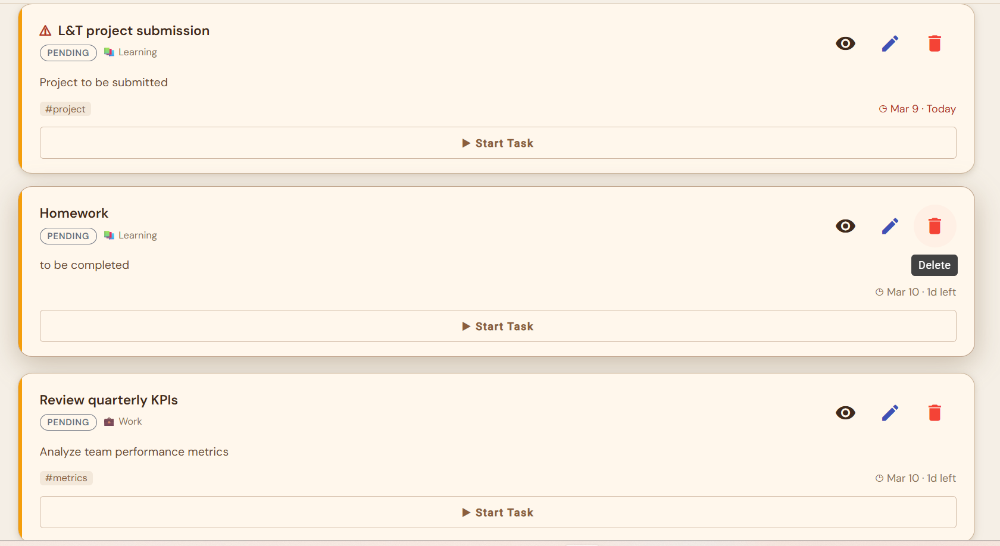 L&T project submission
PENDING Learning
Project to be submitted
#project
Mar 9 · Today
Start Task
Homework
PENDING Learning
to be completed
Delete
Mar 10 · 1d left
Start Task
Review quarterly KPIs
PENDING Work
Analyze team performance metrics
#metrics
Mar 10 · 1d left
Start Task